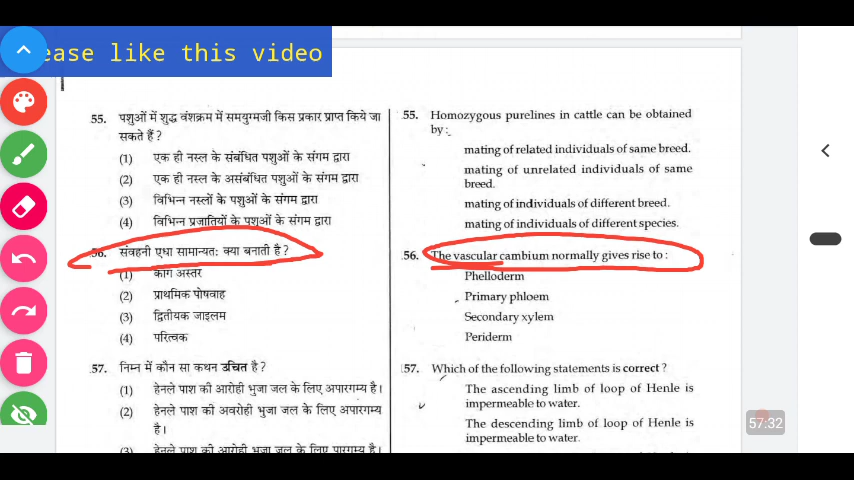 ease like this video
55. पशुओं में शुद्ध वंशक्रम में समयुग्मजी किस प्रकार प्राप्त किये जा
सकते हैं ?
(1) एक ही नस्ल के संबंधित पशुओं के संगम द्वारा
(2) एक ही नस्ल के असंबंधित पशुओं के संगम द्वारा
(3) विभिन्न नस्लों के पशुओं के संगम द्वारा
(4) विभिन्न प्रजातियों के पशुओं के संगम द्वारा
56. संवहनी एधा सामान्यतः क्या बनाती है ?
(1) काग अस्तर
(2) प्राथमिक पोषवाह
(3) द्वितीयक जाइलम
(4) परित्वक
57. निम्न में कौन सा कथन उचित है ?
(1) हेनले पाश की आरोही भुजा जल के लिए अपारगम्य है।
(2) हेनले पाश की अवरोही भुजा जल के लिए अपारगम्य
है।
(3) हेनले पाश की आरोही भुजा जल के लिए पारगम्य है।
55. Homozygous purelines in cattle can be obtained
by :
mating of related individuals of same breed.
mating of unrelated individuals of same
breed.
mating of individuals of different breed.
mating of individuals of different species.
56. The vascular cambium normally gives rise to :
Phelloderm
Primary phloem
Secondary xylem
Periderm
57. Which of the following statements is correct ?
The ascending limb of loop of Henle is
impermeable to water.
The descending limb of loop of Henle is
impermeable to water.
57:32